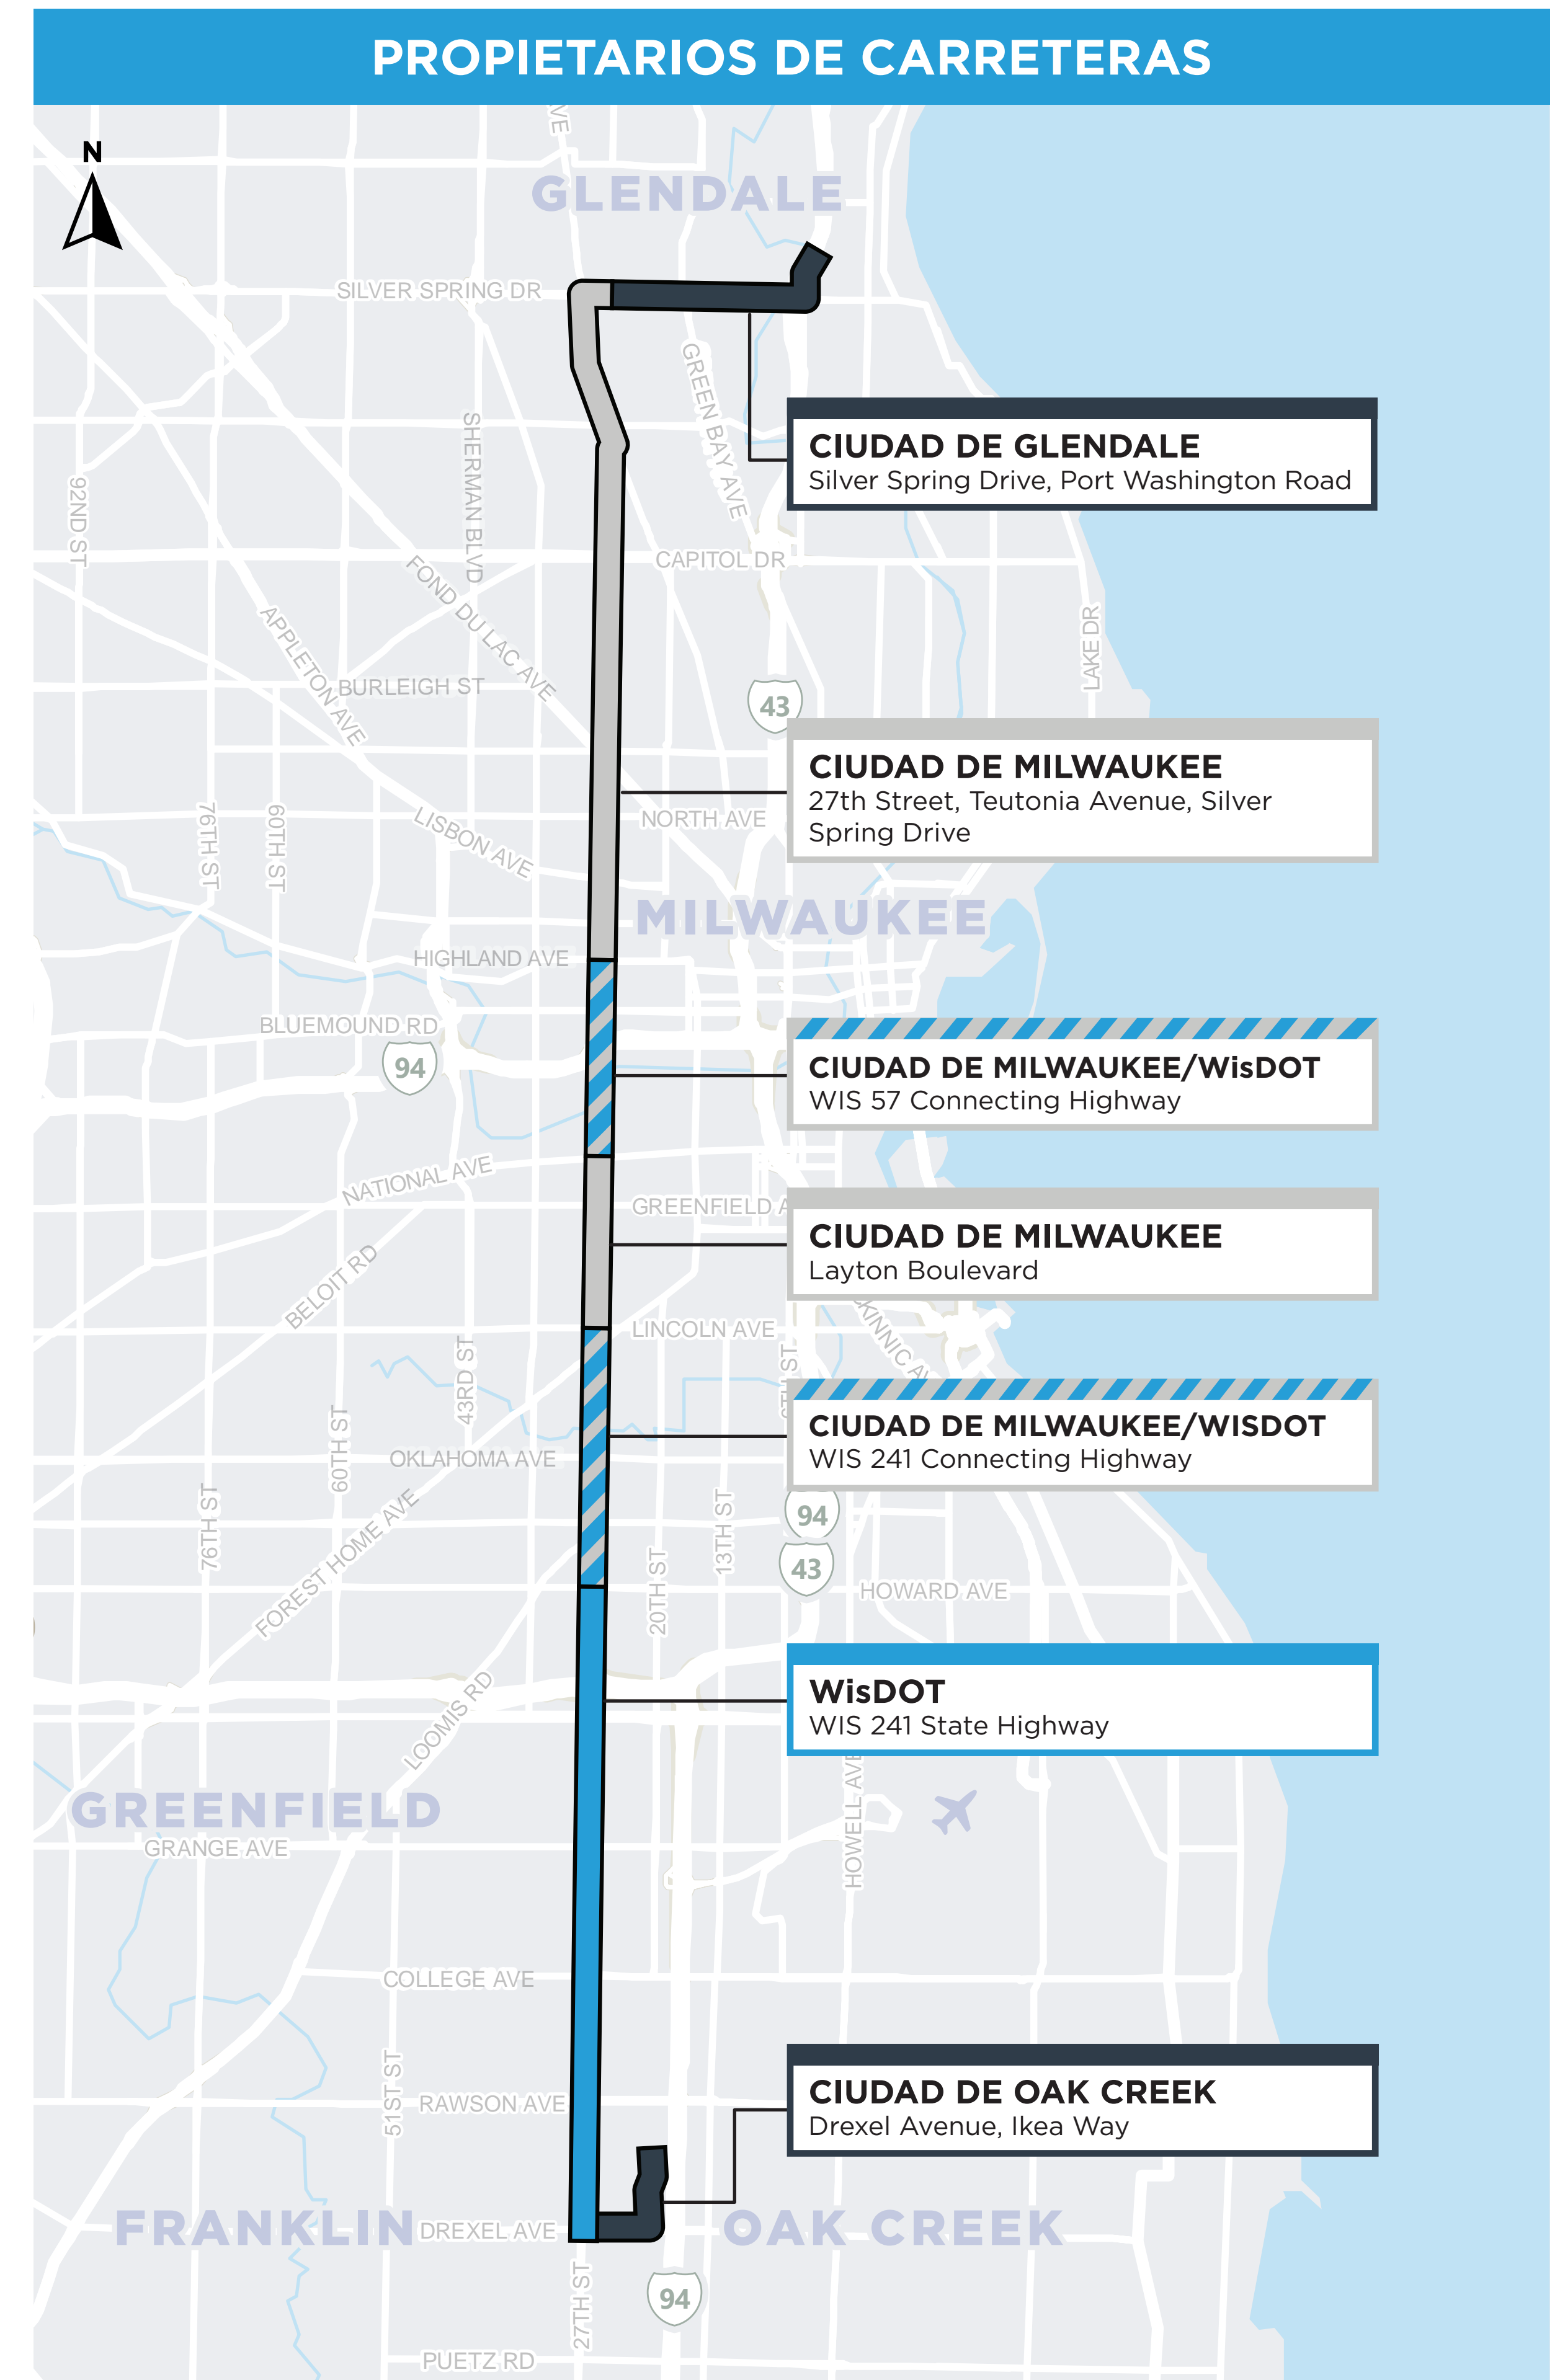 PROPIETARIOS DE CARRETERAS
N
GLENDALE
SILVER SPRING DR
GREEN BAY AVE
SHERMAN BLVD
92ND ST
CIUDAD DE GLENDALE
Silver Spring Drive, Port Washington Road
CAPITOL DR
FOND DU LAC AVE
APPLETON AVE
LAKE DR
BURLEIGH ST
43
CIUDAD DE MILWAUKEE
27th Street, Teutonia Avenue, Silver
Spring Drive
NORTH AVE
76TH ST
60TH ST
LISBON AVE
MILWAUKEE
HIGHLAND AVE
BLUEMOUND RD
94
CIUDAD DE MILWAUKEE/WisDOT
WIS 57 Connecting Highway
NATIONAL AVE
GREENFIELD A
CIUDAD DE MILWAUKEE
Layton Boulevard
BELOIT RD
LINCOLN AVE
43RD ST
60TH ST
CIUDAD DE MILWAUKEE/WISDOT
WIS 241 Connecting Highway
OKLAHOMA AVE
76TH ST
FOREST HOME AVE
13TH ST
94
43
20TH ST
HOWARD AVE
WisDOT
WIS 241 State Highway
LOOMIS RD
GREENFIELD
GRANGE AVE
HOWELL AVE
COLLEGE AVE
51ST ST
RAWSON AVE
CIUDAD DE OAK CREEK
Drexel Avenue, Ikea Way
FRANKLIN
DREXEL AVE
OAK CREEK
27TH ST
94
PUETZ RD